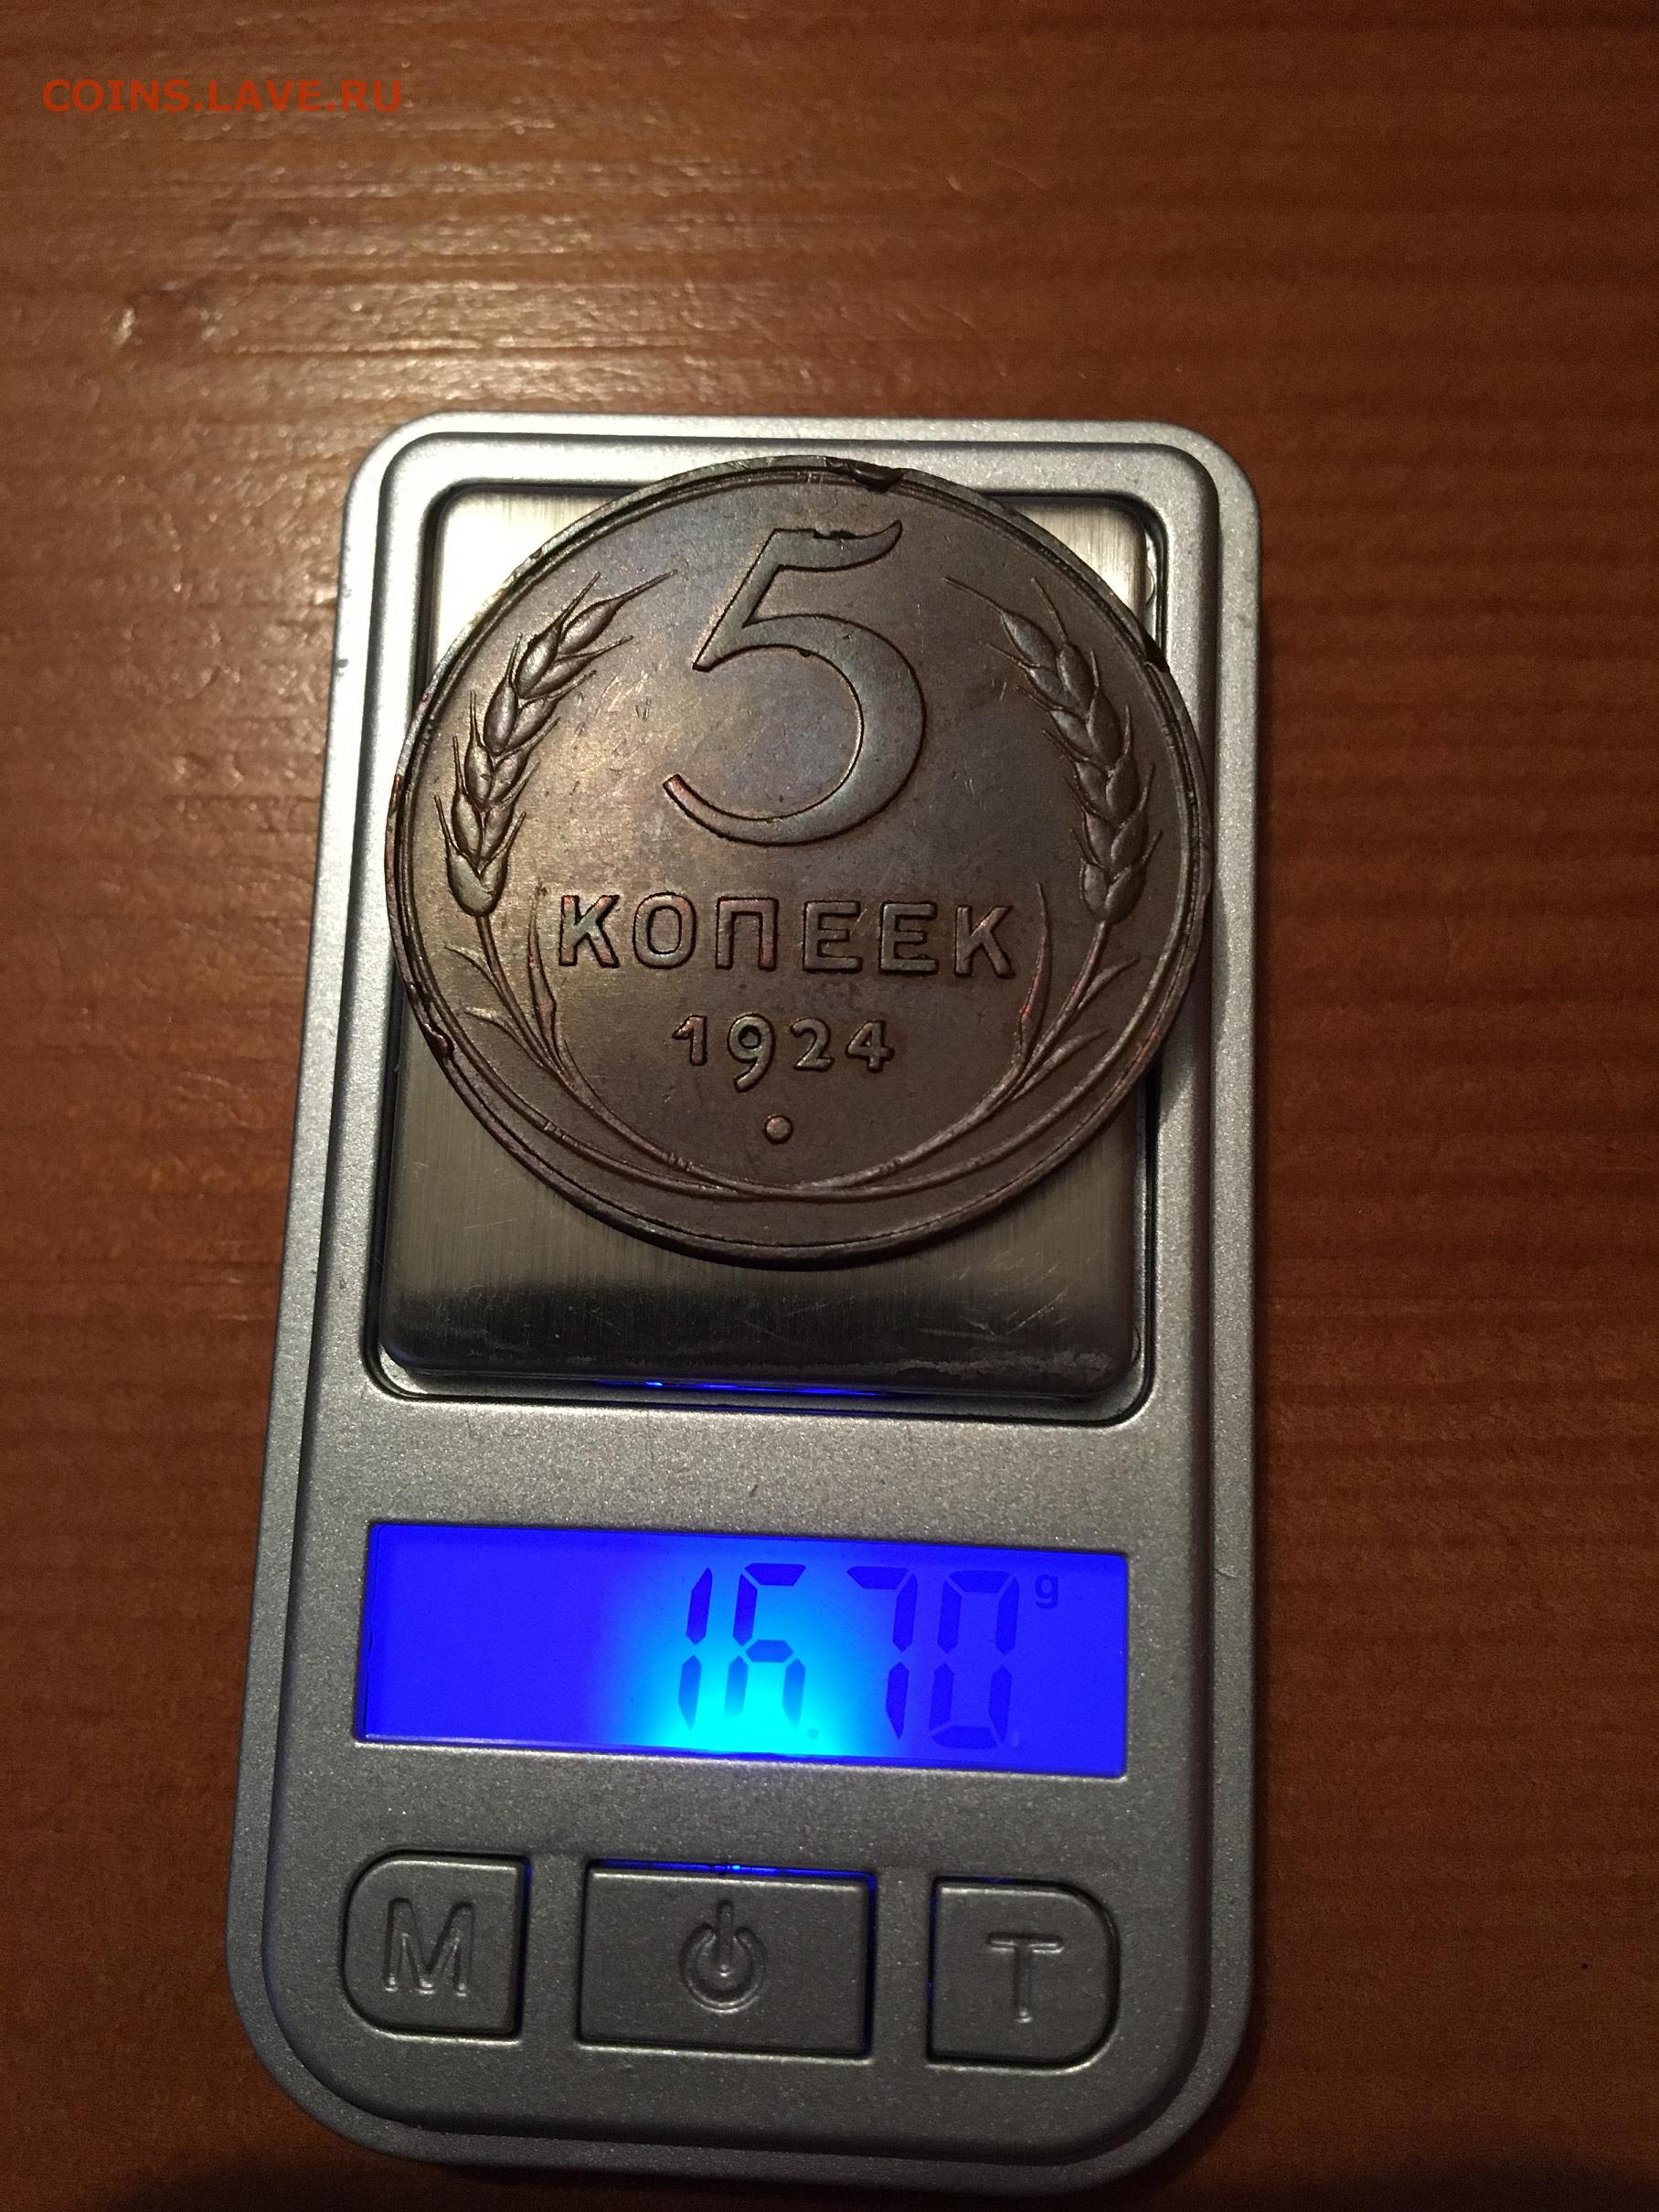 COINS.LAVE.RU
5
КОПЕЕК
1924
16.70 g
M T